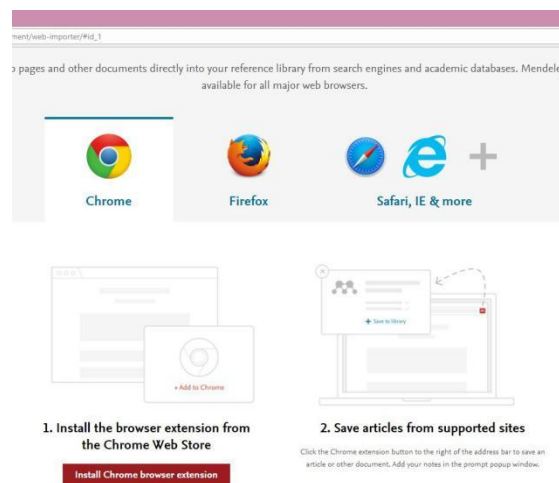 ment/web-importer/#id_1
pages and other documents directly into your reference library from search engines and academic databases. Mendele
available for all major web browsers.
Chrome
Firefox
Safari, IE & more
+ Add to Chrome
+ Save to library
1. Install the browser extension from
the Chrome Web Store
Install Chrome browser extension
2. Save articles from supported sites
Click the Chrome extension button to the right of the address bar to save an
article or other document. Add your notes in the prompt popup window.